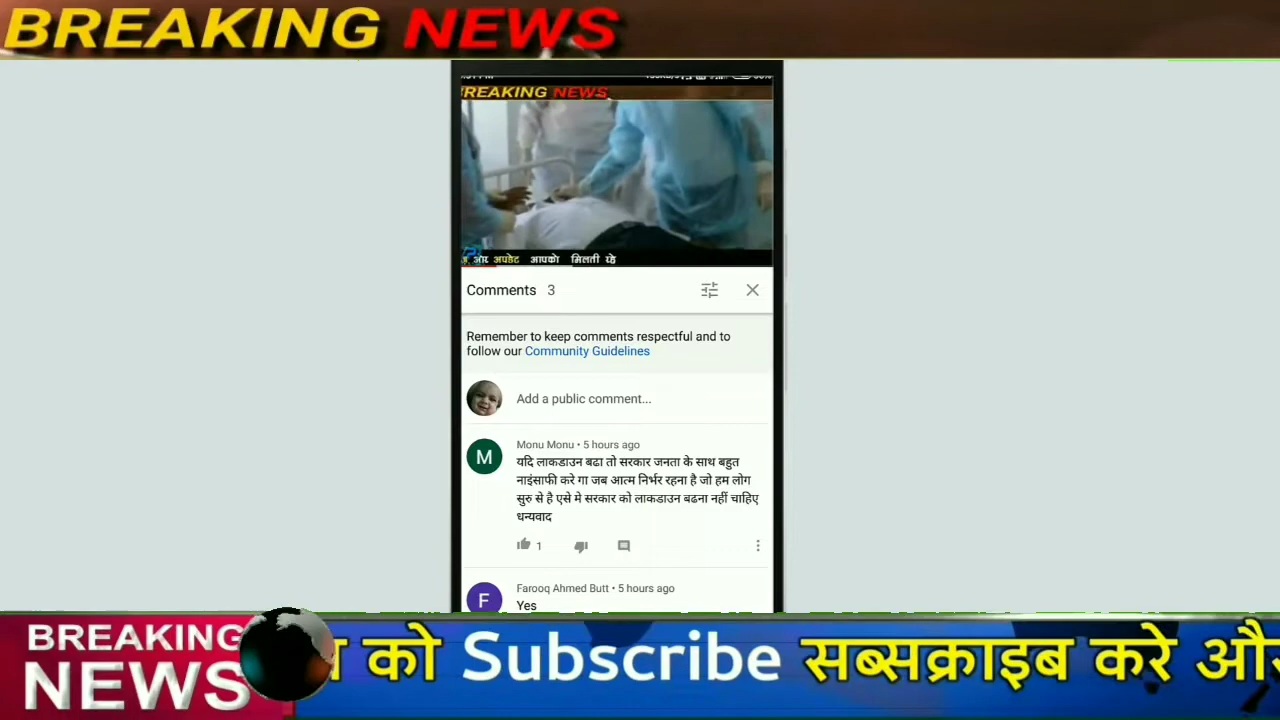 BREAKING NEWS
BREAKING NEWS
और अपडेट आपको मिलती रहे
Comments 3
Remember to keep comments respectful and to
follow our Community Guidelines
Add a public comment...
Monu Monu • 5 hours ago
यदि लाकडाउन बढा तो सरकार जनता के साथ बहुत
नाइंसाफी करे गा जब आत्म निर्भर रहना है जो हम लोग
सुरु से है एसे मे सरकार को लाकडाउन बढना नहीं चाहिए
धन्यवाद
1
Farooq Ahmed Butt • 5 hours ago
Yes
M
F
BREAKING
NEWS
को Subscribe सब्सक्राइब करे